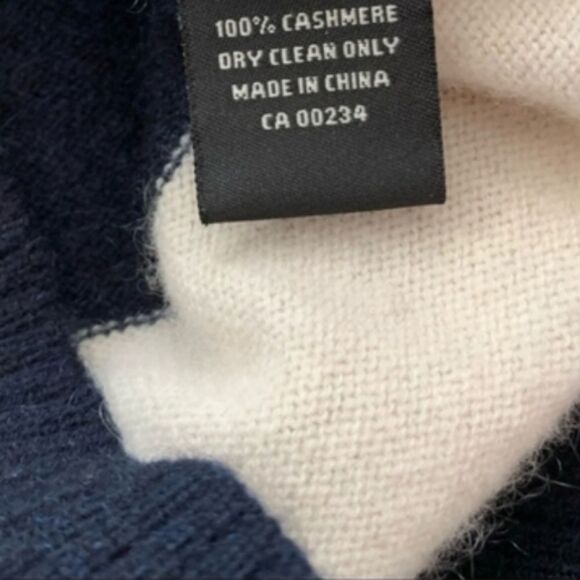 100% CASHMERE
DRY CLEAN ONLY
MADE IN CHINA
CA 00234